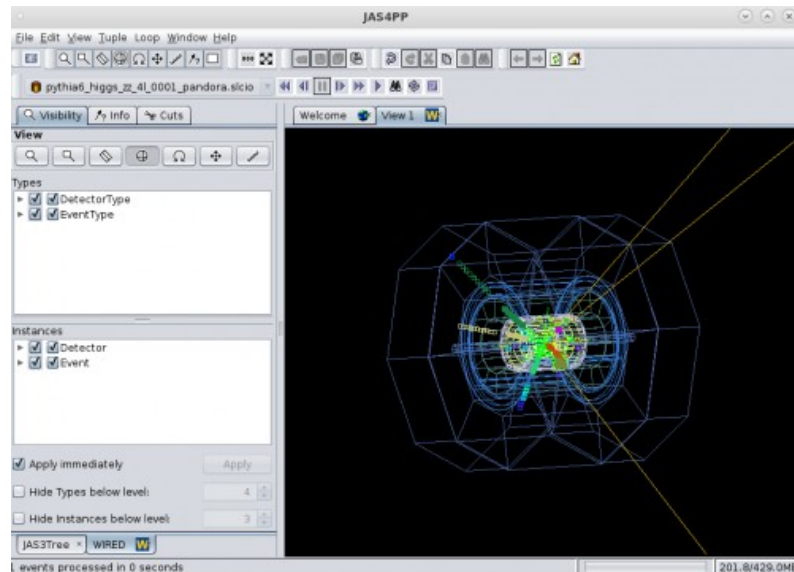 JAS4PP
File Edit View Tuple Loop Window Help
pythia6_higgs_zz_4l_0001_pandora.slcio
Visibility Info Cuts
Welcome View 1
View
Types
DetectorType
EventType
Instances
Detector
Event
Apply immediately Apply
Hide Types below level: 4
Hide Instances below level: 3
JAS3Tree WIRED
1 events processed in 0 seconds 201.8/429.0M